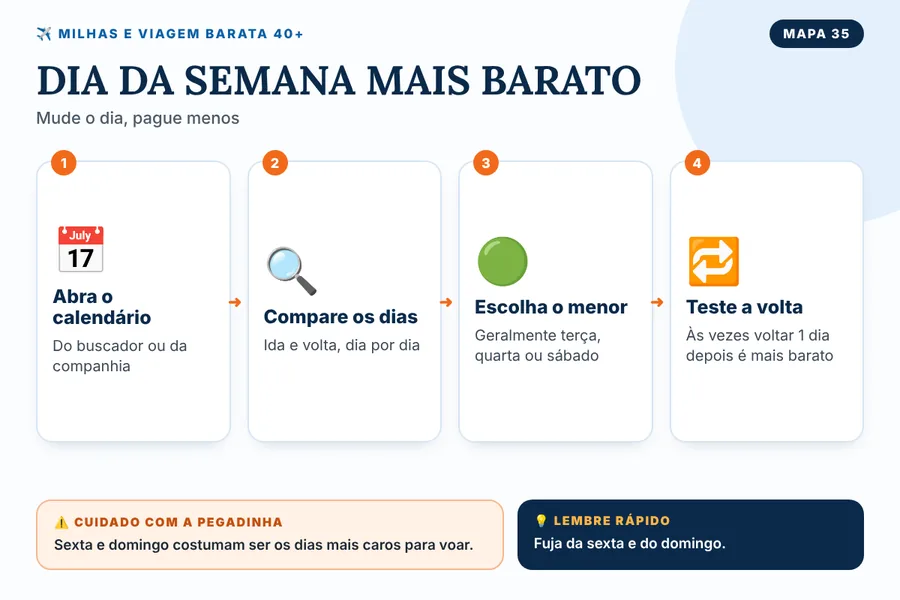 ✈️ MILHAS E VIAGEM BARATA 40+
MAPA 35
DIA DA SEMANA MAIS BARATO
Mude o dia, pague menos
1
July
17
Abra o
calendário
Do buscador ou da
companhia
➜
2
Compare os dias
Ida e volta, dia por dia
➜
3
Escolha o menor
Geralmente terça,
quarta ou sábado
➜
4
Teste a volta
Às vezes voltar 1 dia
depois é mais barato
⚠️ CUIDADO COM A PEGADINHA
Sexta e domingo costumam ser os dias mais caros para voar.
💡 LEMBRE RÁPIDO
Fuja da sexta e do domingo.